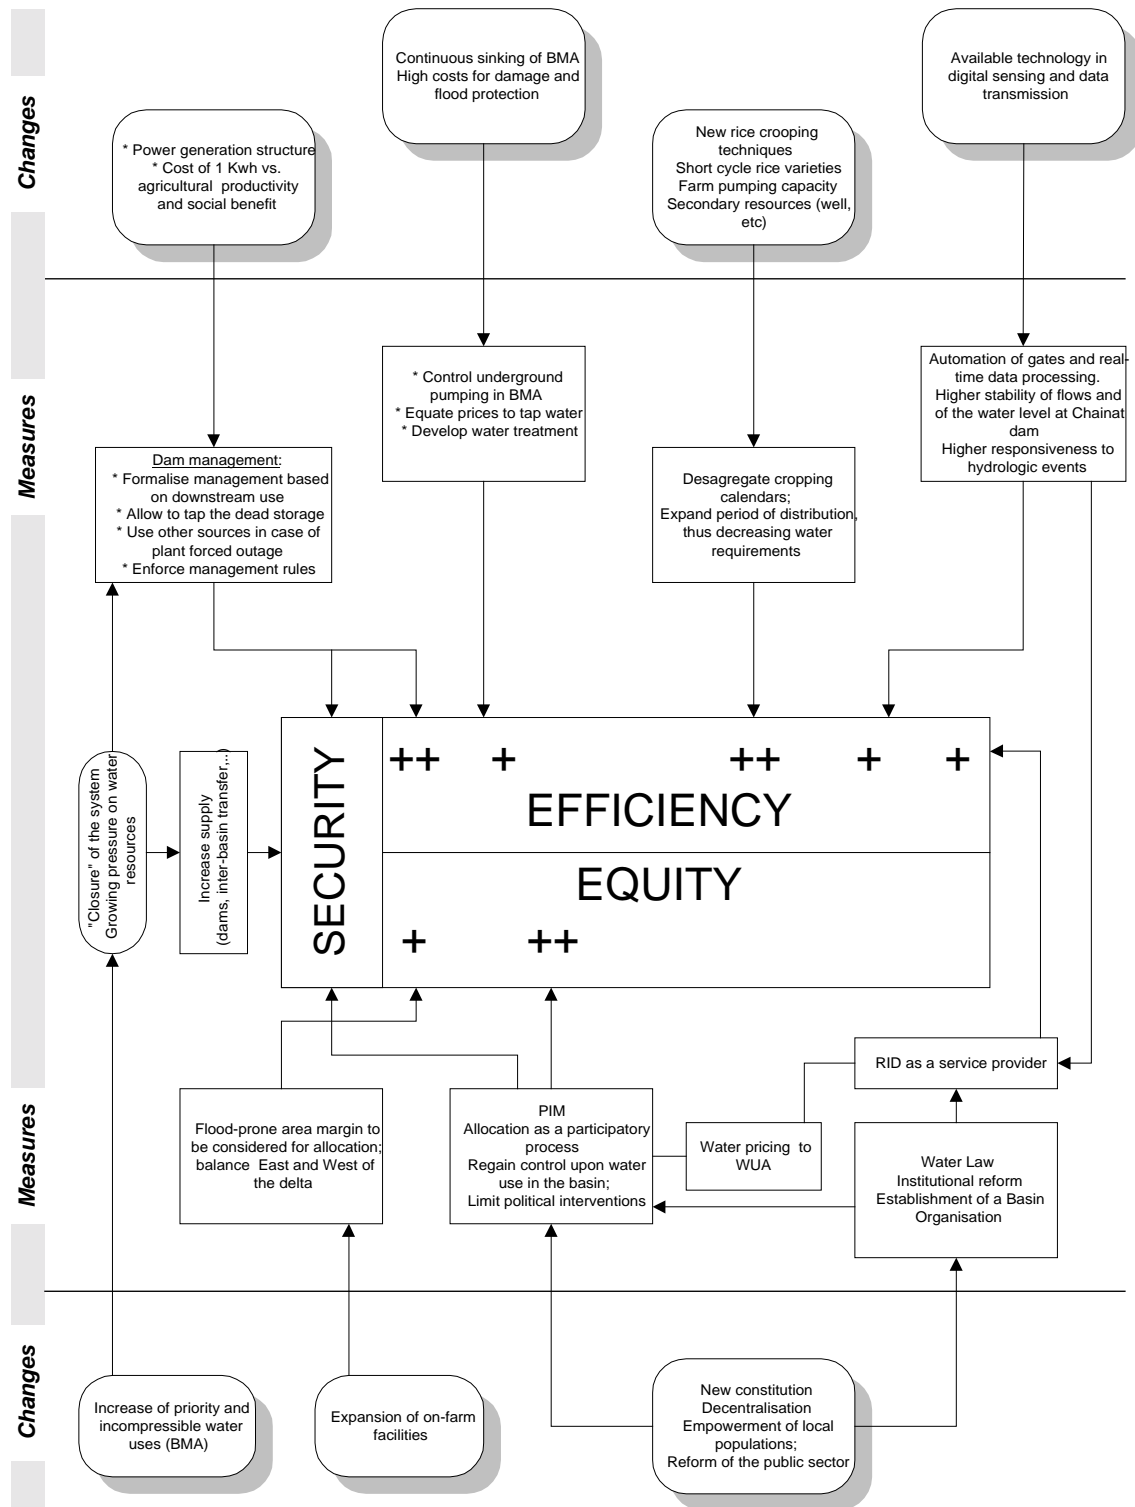 Changes
Continuous sinking of BMA
High costs for damage and
flood protection
Available technology in
digital sensing and data
transmission
* Power generation structure
* Cost of 1 Kwh vs.
agricultural productivity
and social benefit
New rice crooping
techniques
Short cycle rice varieties
Farm pumping capacity
Secondary resources (well,
etc)
Measures
* Control underground
pumping in BMA
* Equate prices to tap water
* Develop water treatment
Automation of gates and real-
time data processing.
Higher stability of flows and
of the water level at Chainat
dam
Higher responsiveness to
hydrologic events
Dam management:
* Formalise management based
on downstream use
* Allow to tap the dead storage
* Use other sources in case of
plant forced outage
* Enforce management rules
Desagregate cropping
calendars;
Expand period of distribution,
thus decreasing water
requirements
"Closure" of the system
Growing pressure on water
resources
Increase supply
(dams, inter-basin transfer,..)
SECURITY
++ + ++ + +
EFFICIENCY
EQUITY
+ ++
Measures
RID as a service provider
Flood-prone area margin to
be considered for allocation;
balance East and West of
the delta
PIM
Allocation as a participatory
process
Regain control upon water
use in the basin;
Limit political interventions
Water pricing to
WUA
Water Law
Institutional reform
Establishment of a Basin
Organisation
Changes
Increase of priority and
incompressible water
uses (BMA)
Expansion of on-farm
facilities
New constitution
Decentralisation
Empowerment of local
populations;
Reform of the public sector